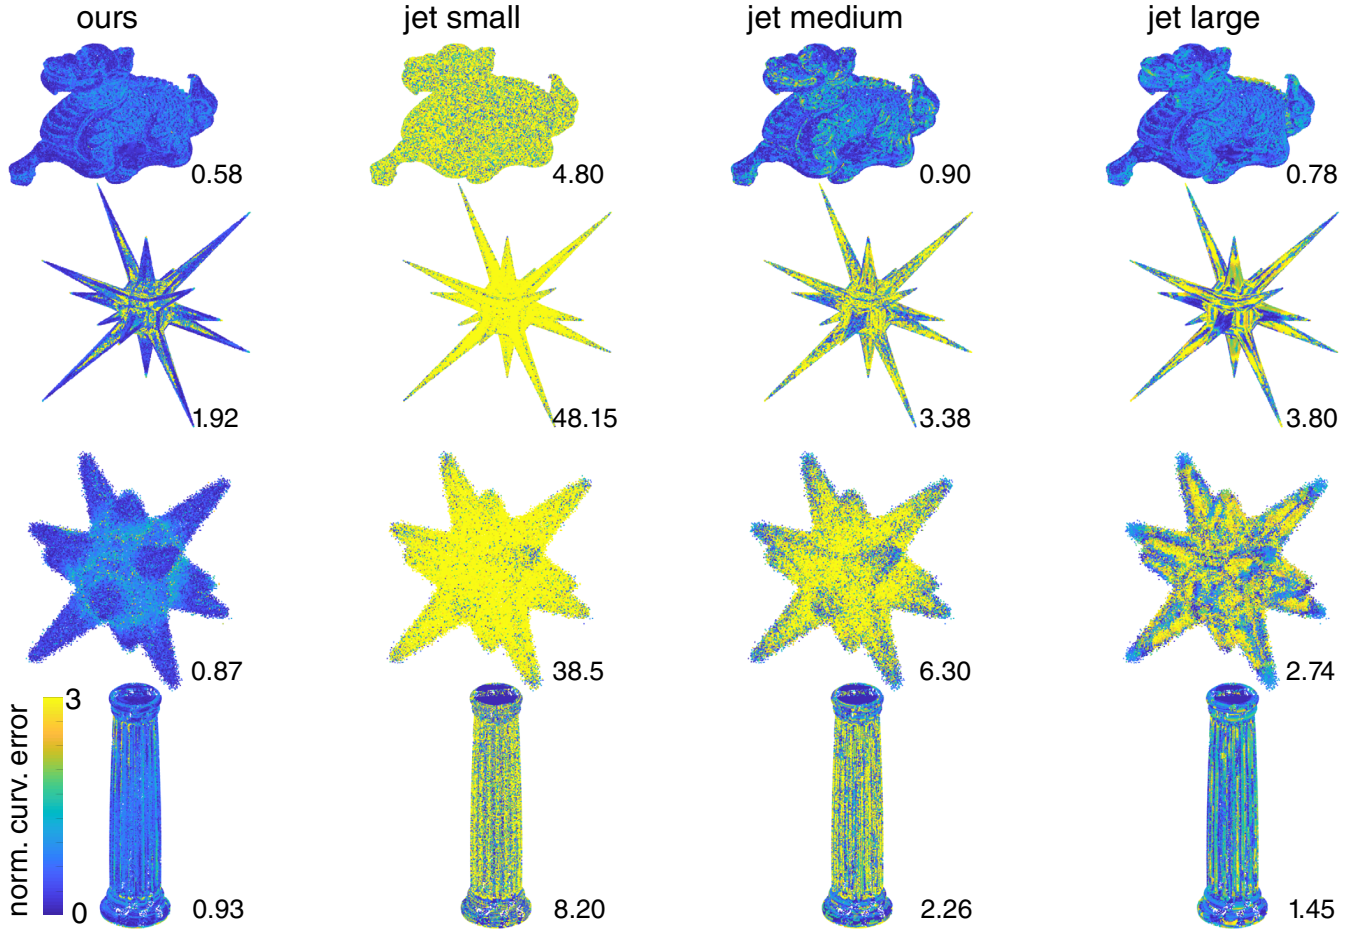 ours jet small jet medium jet large
0.58 4.80 0.90 0.78
1.92 48.15 3.38 3.80
0.87 38.5 6.30 2.74
norm. curv. error
3
0
0.93 8.20 2.26 1.45